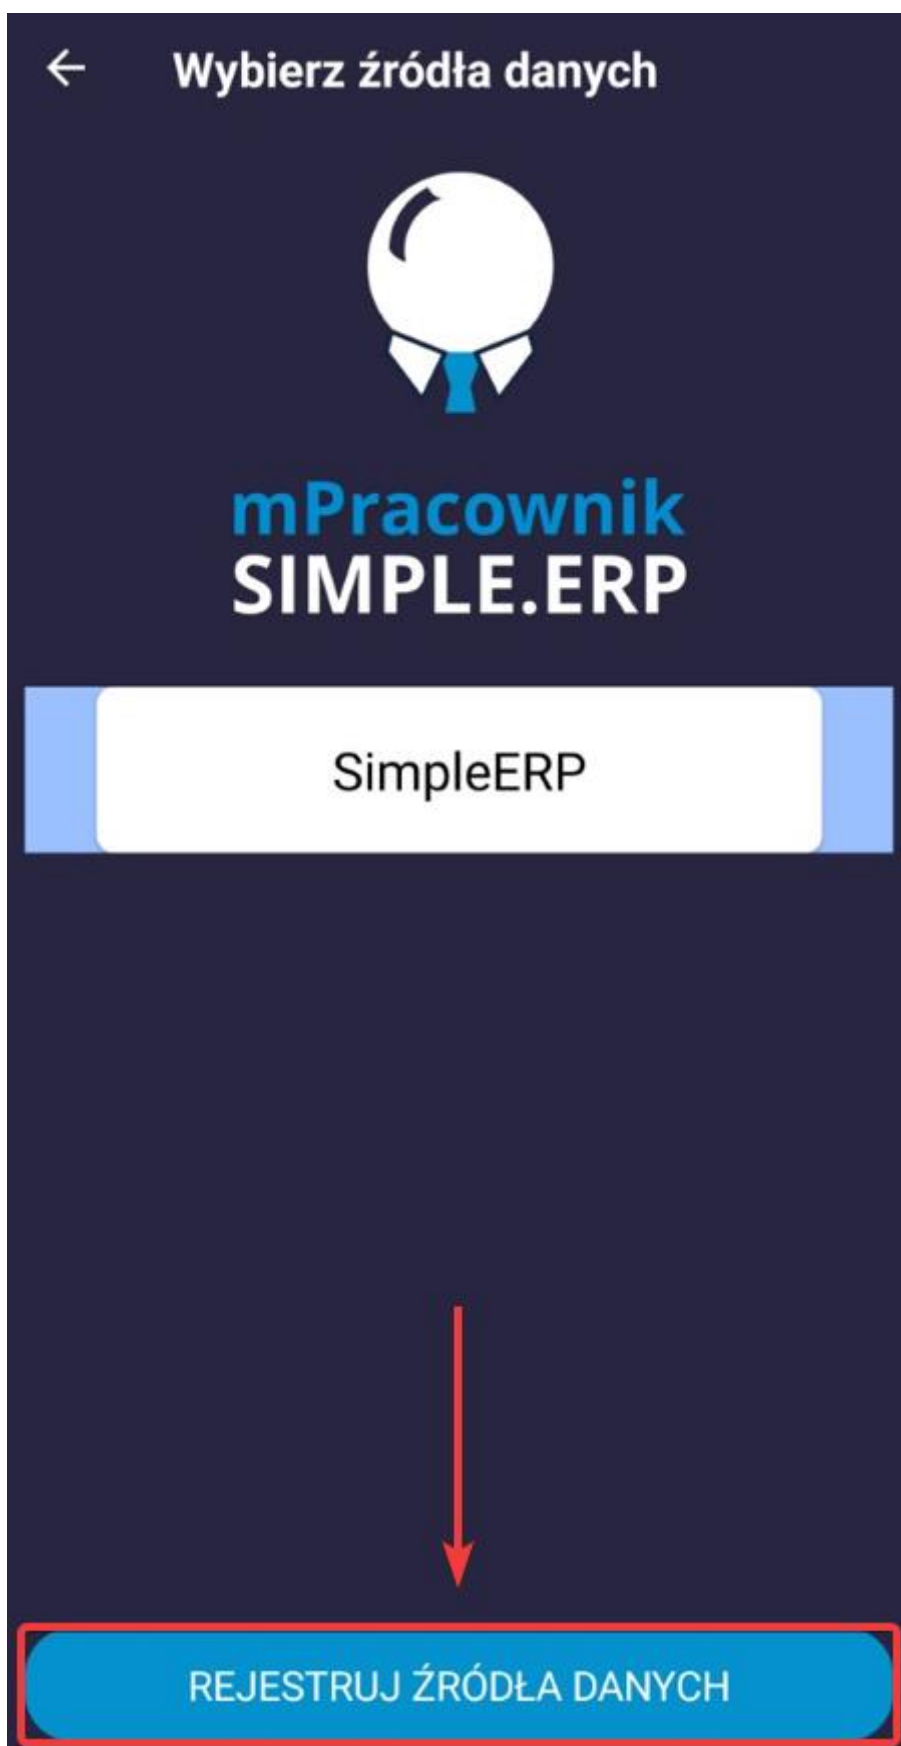 Wybierz źródła danych
mPracownik
SIMPLE.ERP
SimpleERP
REJESTRUJ ŹRÓDŁA DANYCH